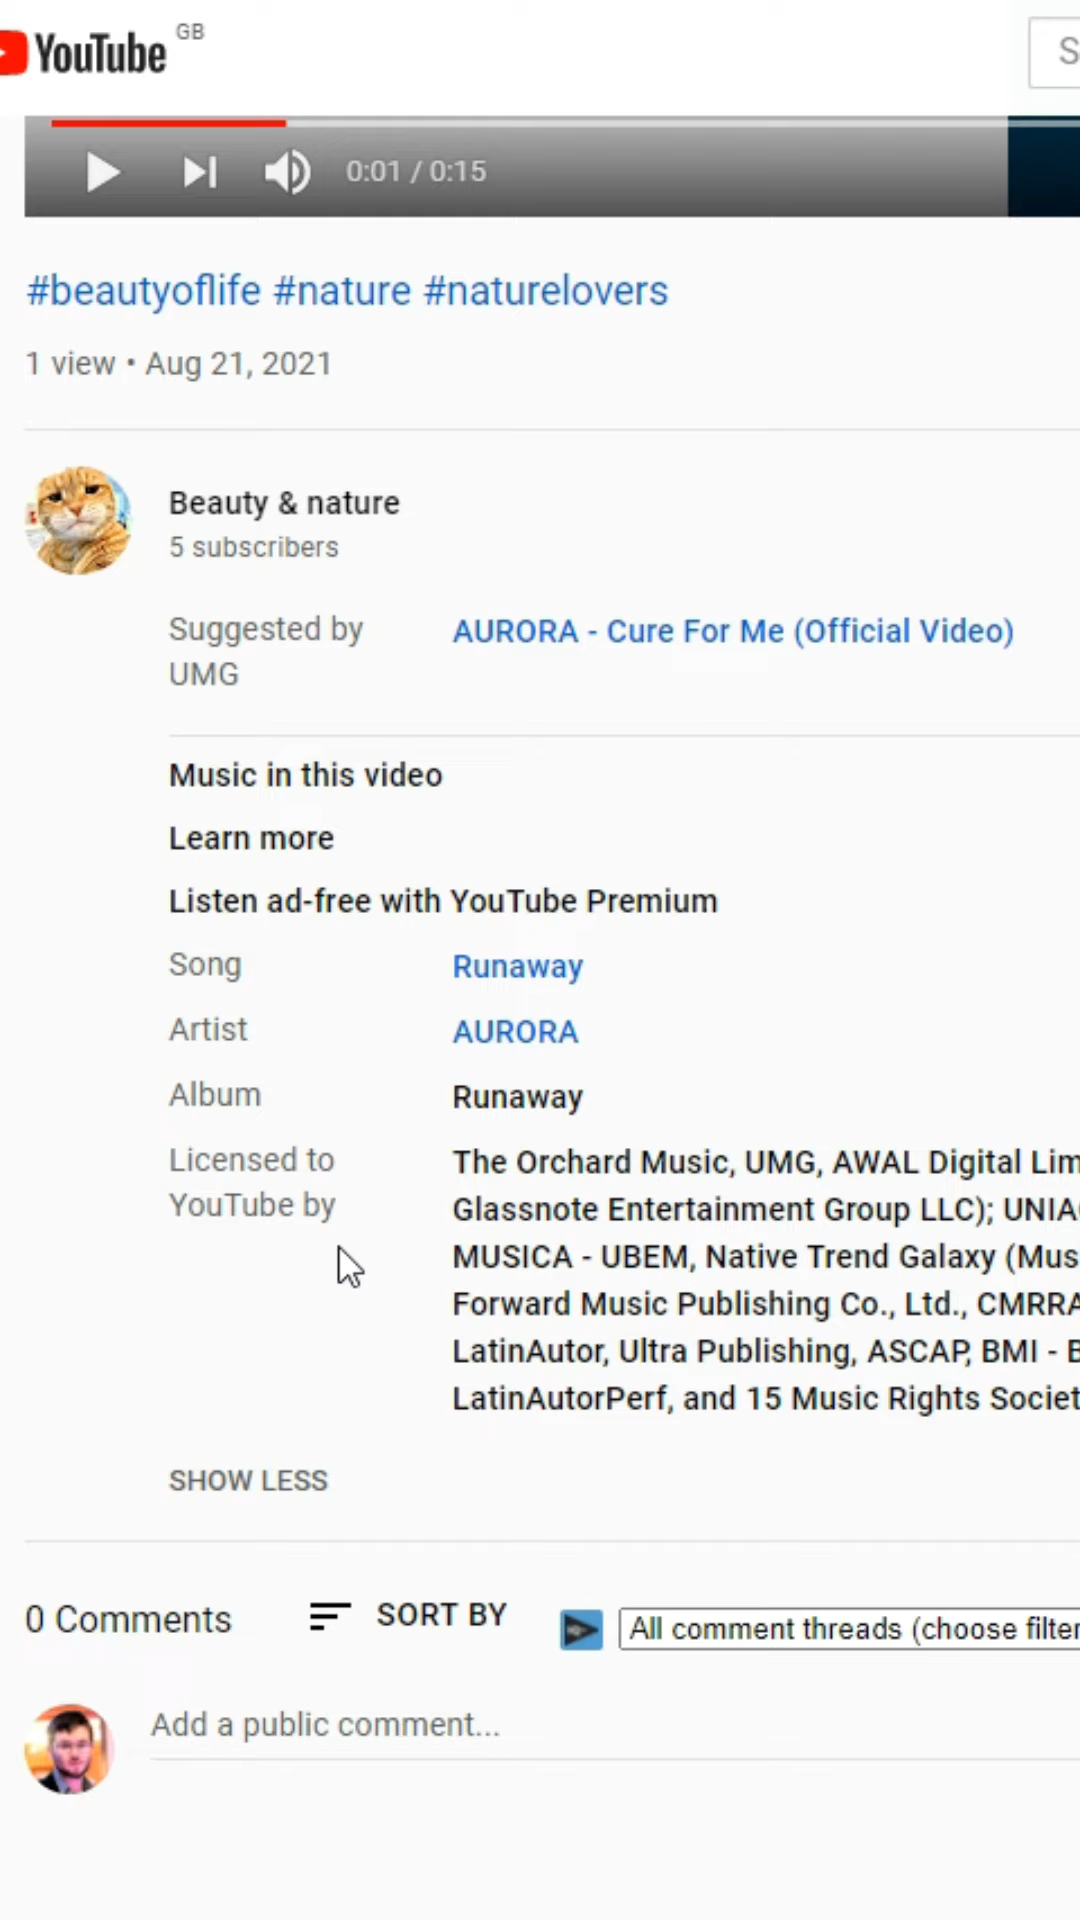 YouTube GB
S
0:01 / 0:15
#beautyoflife #nature #naturelovers
1 view • Aug 21, 2021
Beauty & nature
5 subscribers
Suggested by
UMG
AURORA - Cure For Me (Official Video)
Music in this video
Learn more
Listen ad-free with YouTube Premium
Song
Runaway
Artist
AURORA
Album
Runaway
Licensed to
YouTube by
The Orchard Music, UMG, AWAL Digital Lim
Glassnote Entertainment Group LLC); UNIA
MUSICA - UBEM, Native Trend Galaxy (Mus
Forward Music Publishing Co., Ltd., CMRRA
LatinAutor, Ultra Publishing, ASCAP, BMI - B
LatinAutorPerf, and 15 Music Rights Societ
SHOW LESS
0 Comments
SORT BY
All comment threads (choose filter
Add a public comment...